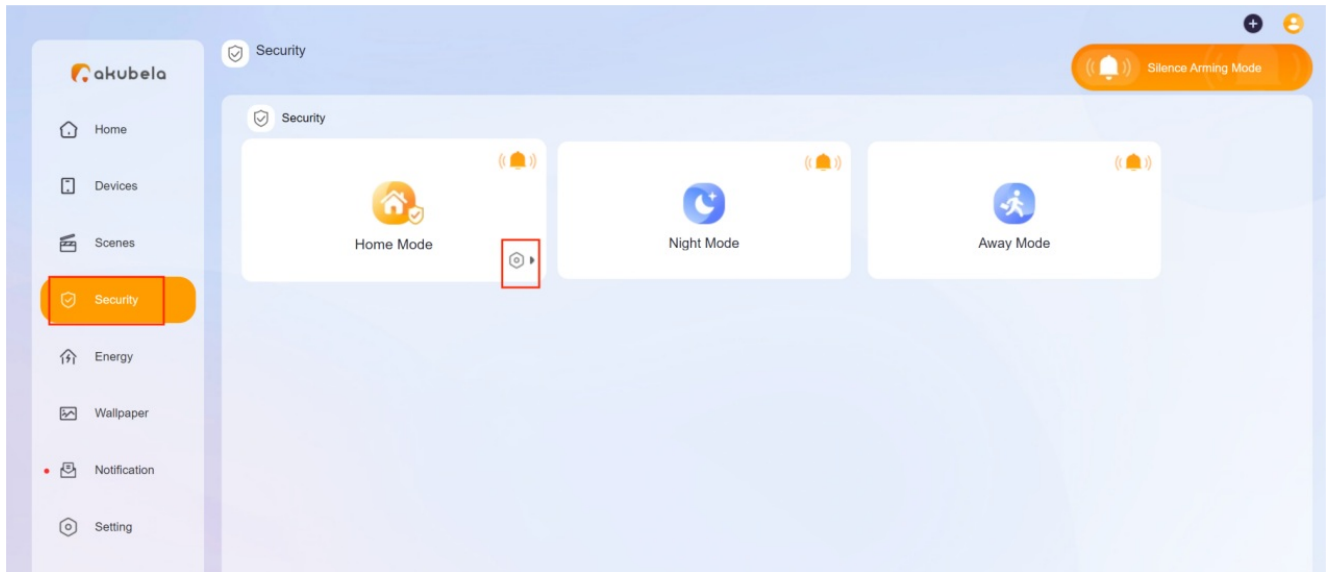 akubela
Home
Devices
Scenes
Security
Energy
Wallpaper
Notification
Setting
Security
Silence Arming Mode
Security
Home Mode
Night Mode
Away Mode